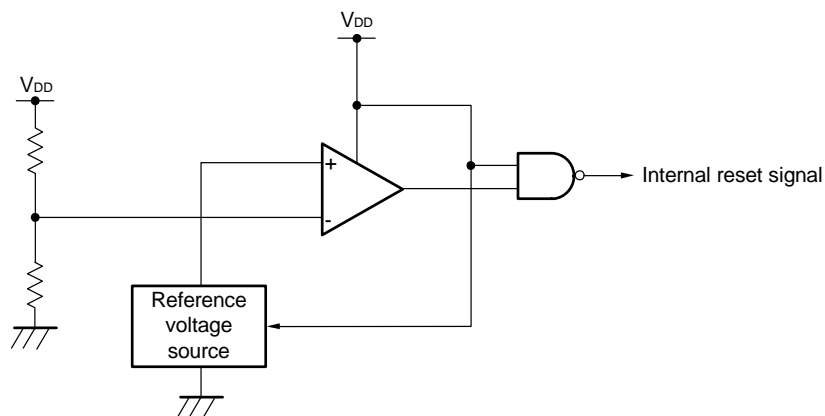 VDD
VDD
+
-
Internal reset signal
Reference
voltage
source